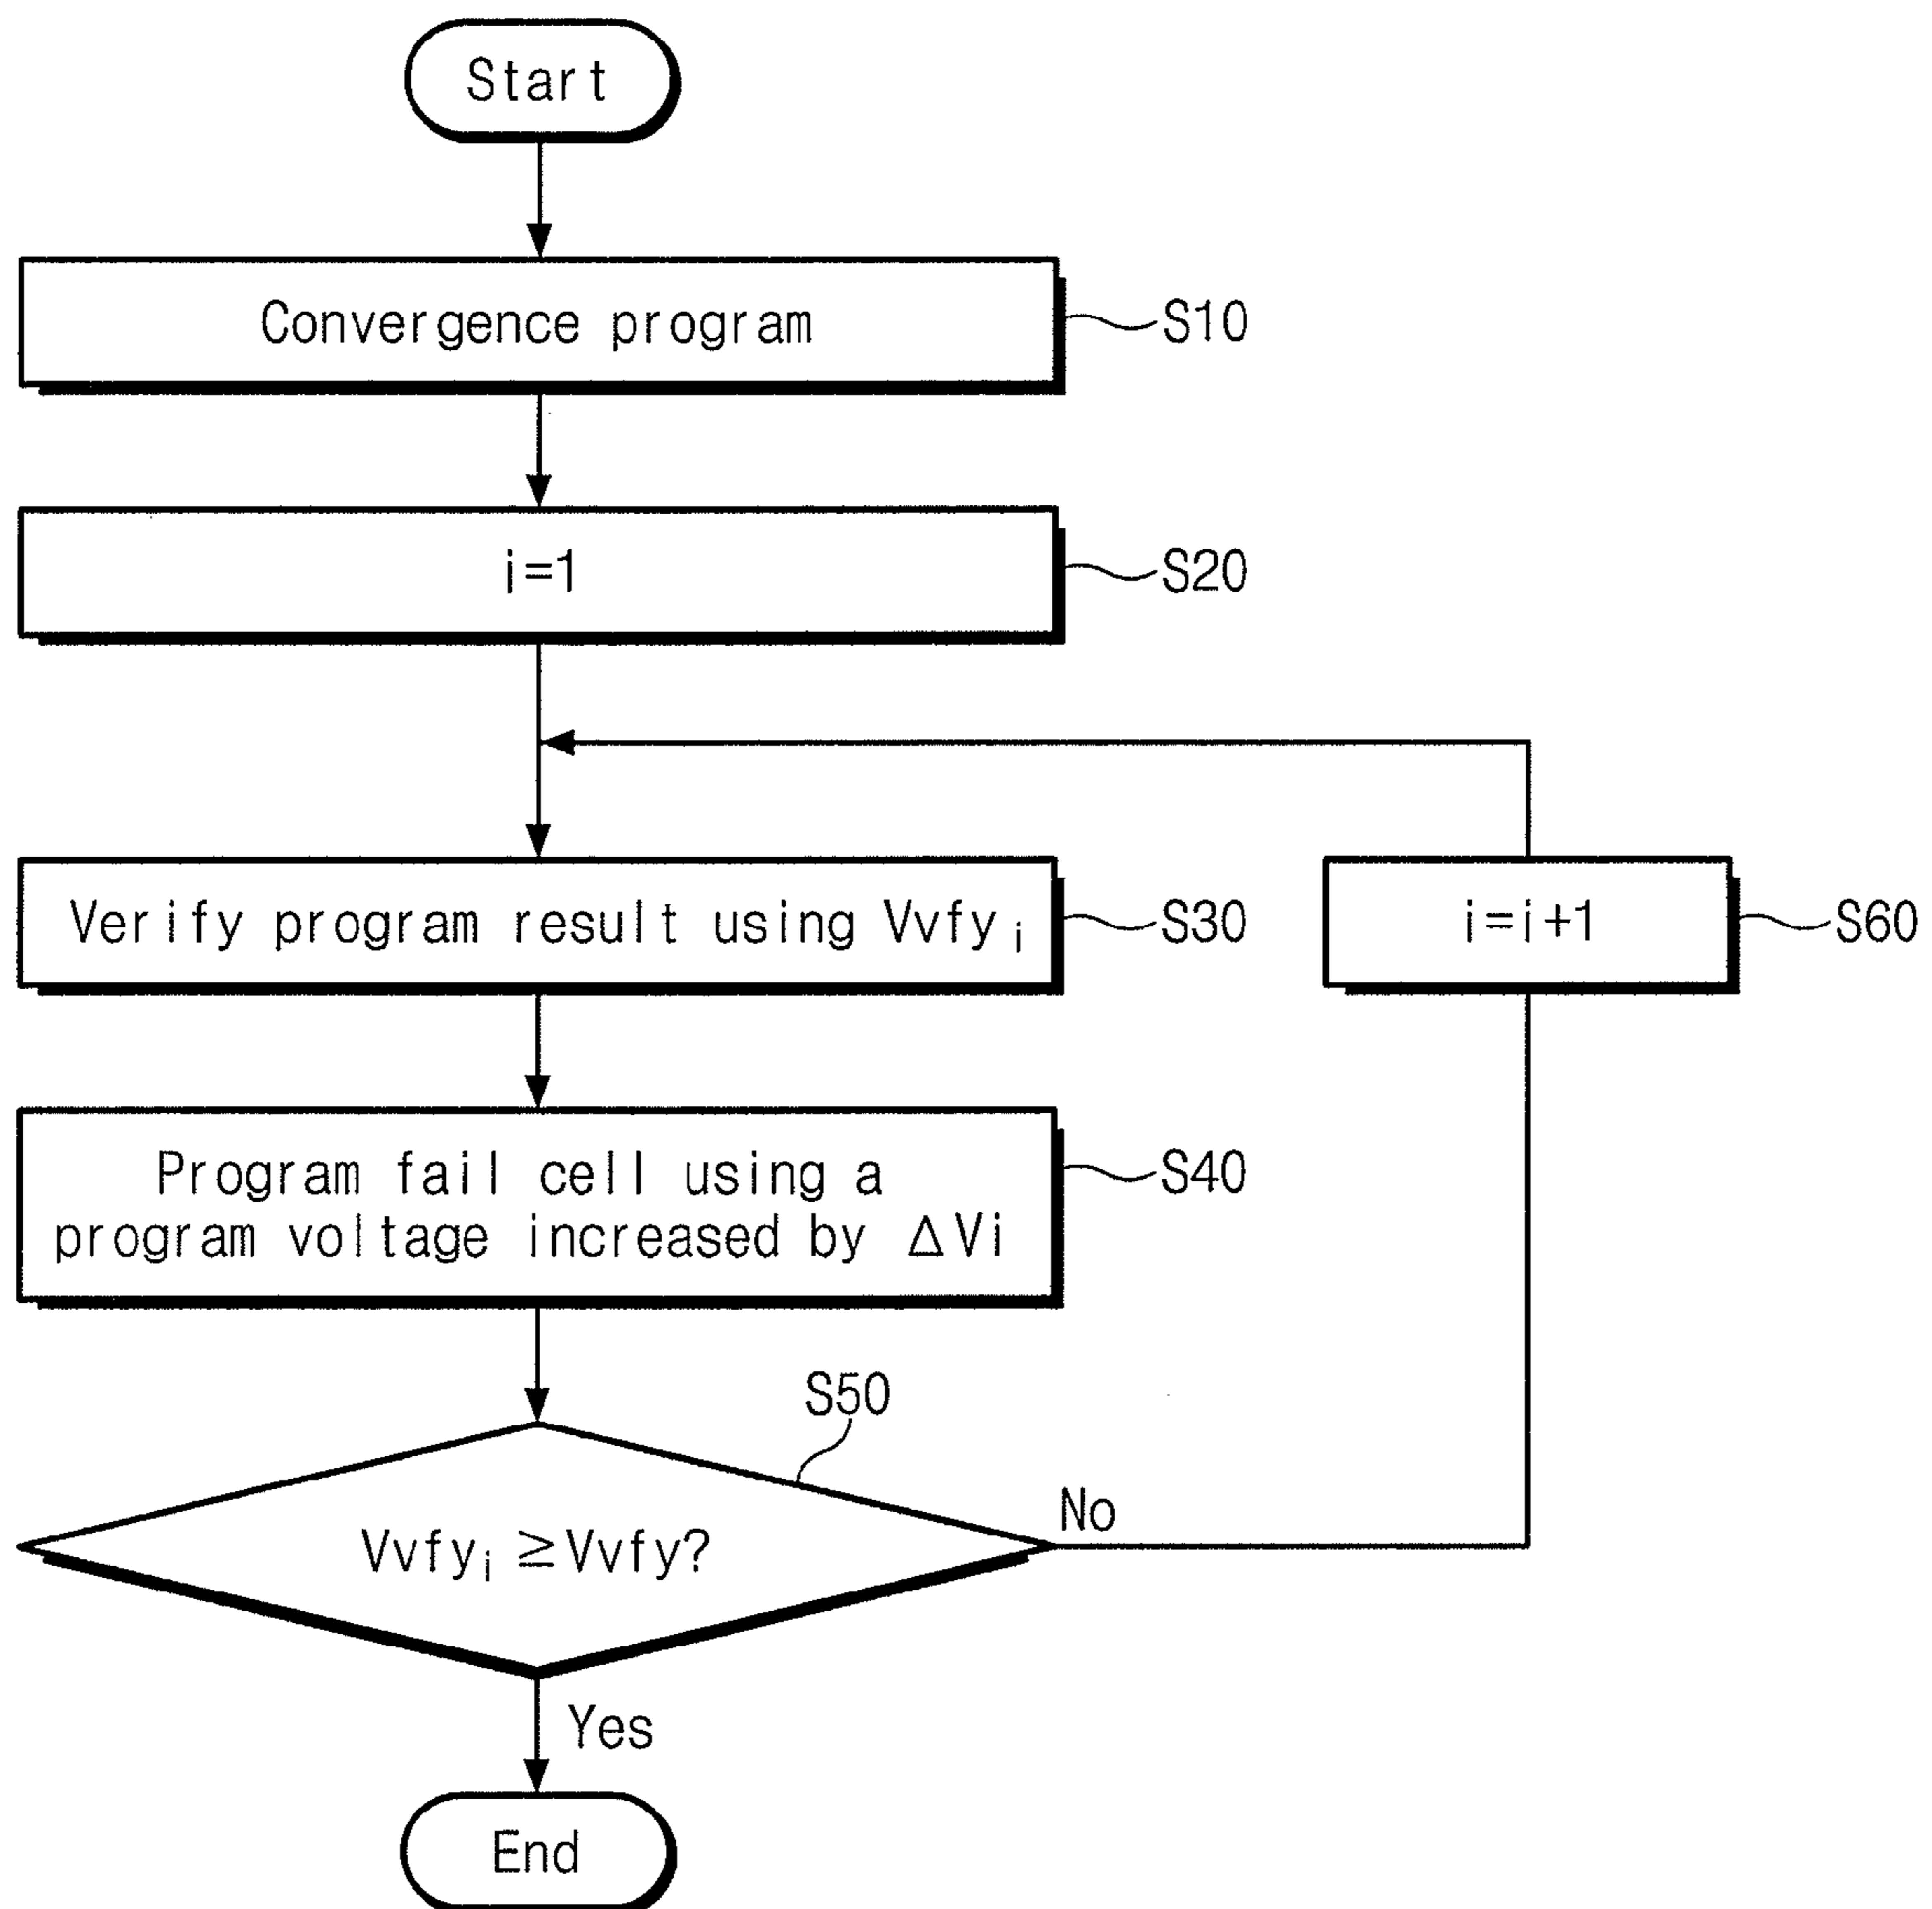 Start
Convergence program
S10
i=1
S20
Verify program result using Vvfyᵢ
S30
i=i+1
S60
Program fail cell using a
program voltage increased by ΔVi
S40
S50
Vvfyᵢ ≧Vvfy?
No
Yes
End